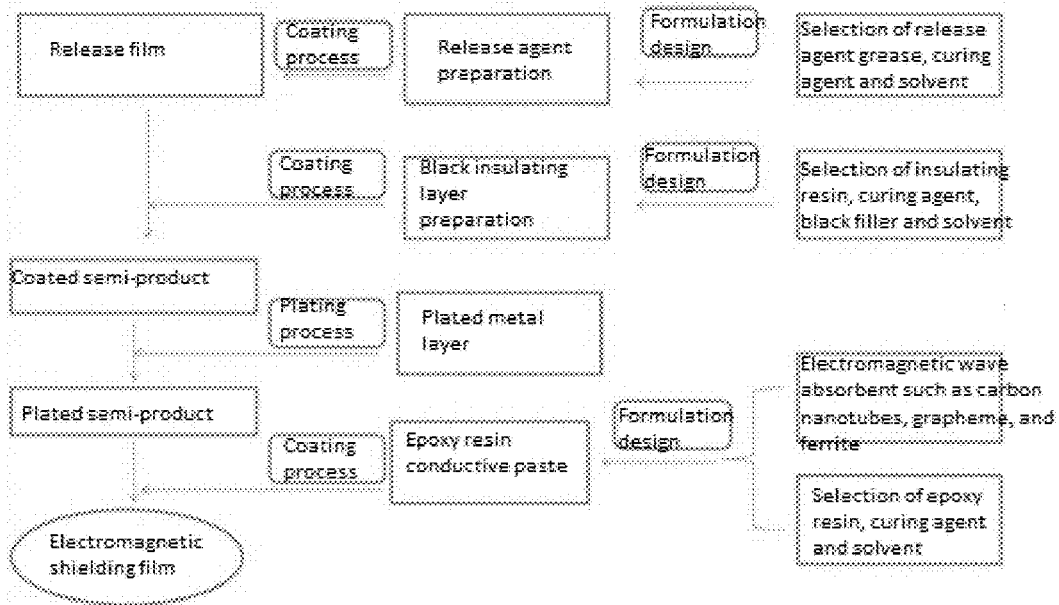 Release film
Coating
process
Release agent
preparation
Formulation
design
Selection of release
agent grease, curing
agent and solvent
Coating
process
Black insulating
layer
preparation
Formulation
design
Selection of insulating
resin, curing agent,
black filler and solvent
Coated semi-product
Plating
process
Plated metal
layer
Plated semi-product
Coating
process
Epoxy resin
conductive paste
Formulation
design
Electromagnetic wave
absorbent such as carbon
nanotubes, grapheme, and
ferrite
Selection of epoxy
resin, curing agent
and solvent
Electromagnetic
shielding film